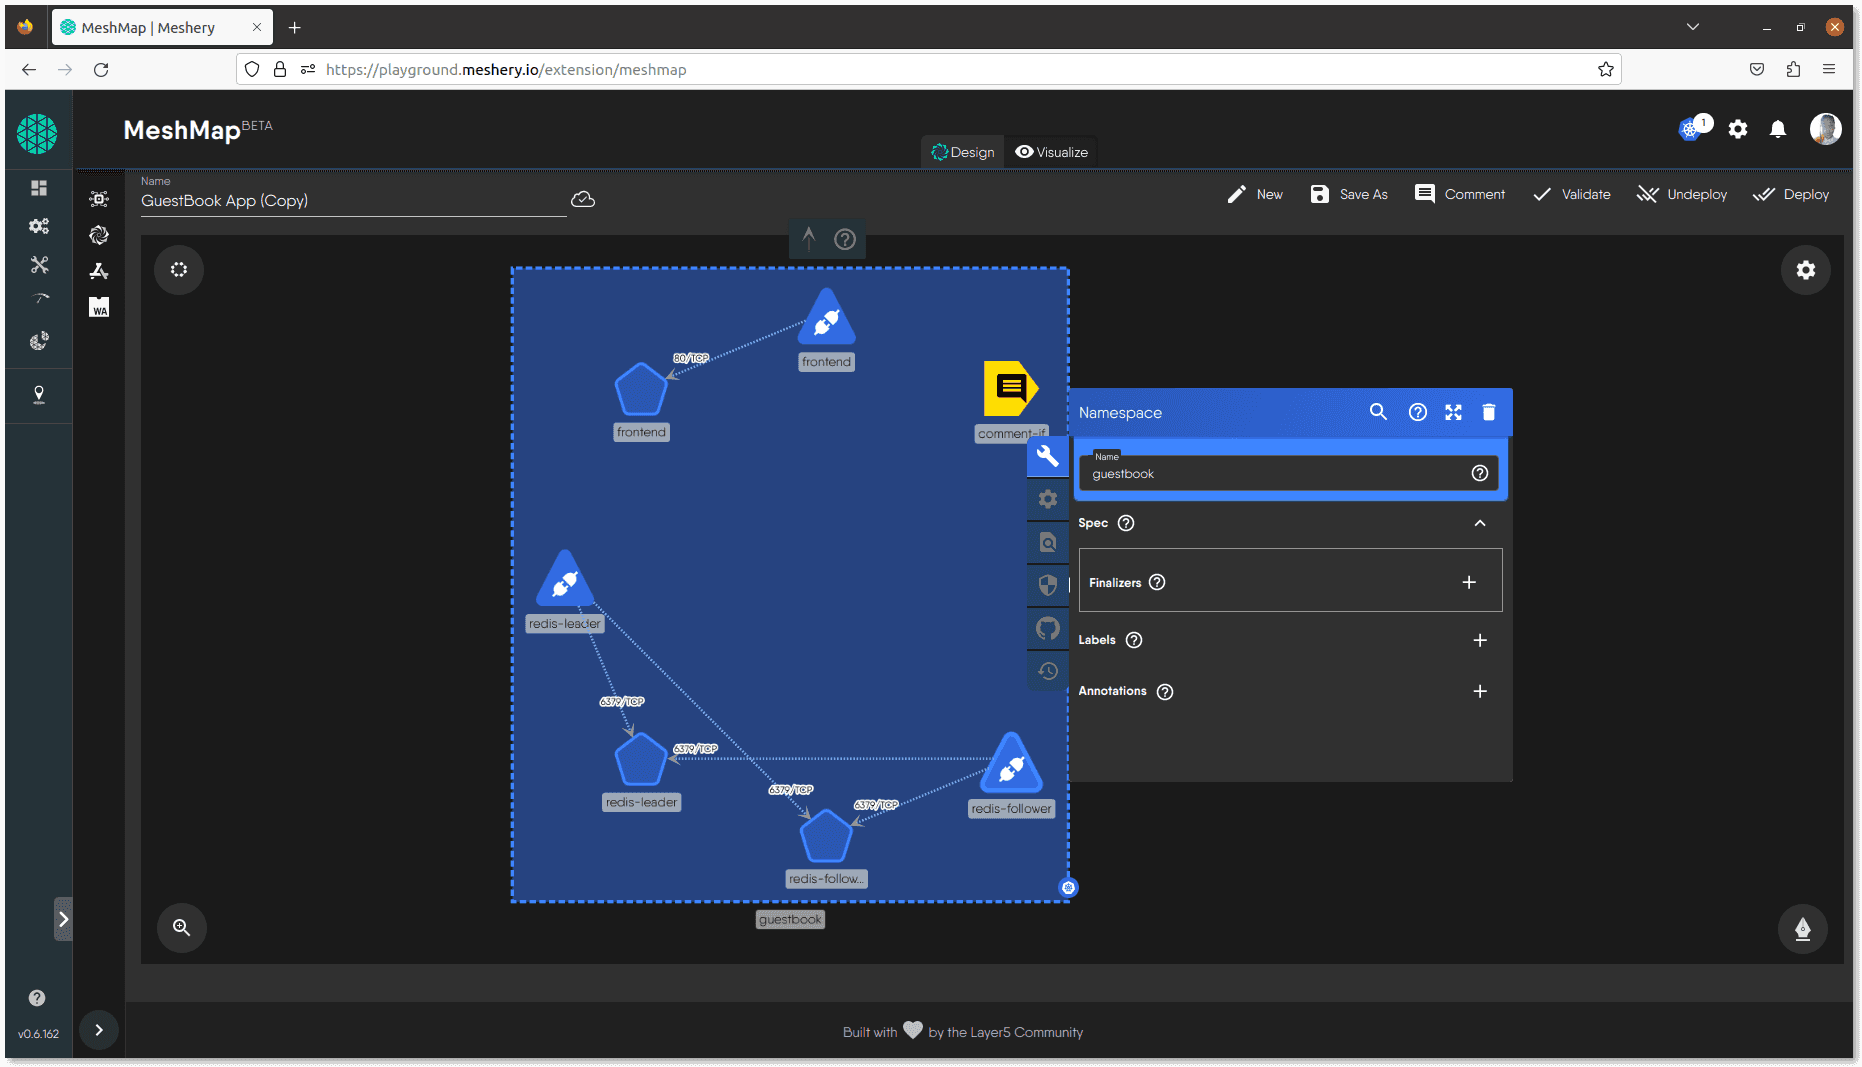 MeshMap | Meshery
https://playground.meshery.io/extension/meshmap
MeshMap BETA
1
Design
Visualize
Name
GuestBook App (Copy)
New
Save As
Comment
Validate
Undeploy
Deploy
WA
frontend
80/TCP
frontend
comment-if
Namespace
Name
guestbook
Spec
Finalizers
Labels
Annotations
redis-leader
6379/TCP
6379/TCP
redis-leader
6379/TCP
6379/TCP
redis-follower
redis-follow...
guestbook
v0.6.162
Built with by the Layer5 Community